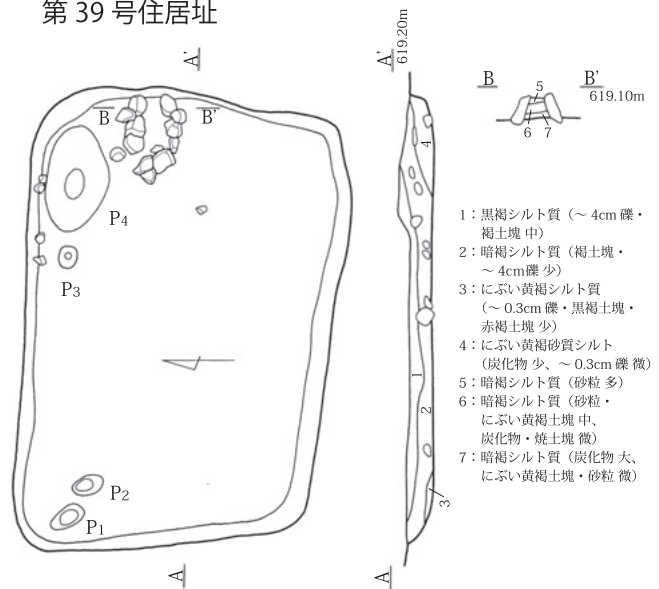 第 39 号住居址
A'
A'
619.20m
B
B'
B
B'
619.10m
5
6
7
4
P4
P3
1
2
3
P2
P1
A
A
1：黒褐シルト質（～ 4cm 礫・
褐土塊 中）
2：暗褐シルト質（褐土塊・
～ 4cm礫 少）
3：にぶい黄褐シルト質
（～ 0.3cm 礫・黒褐土塊・
赤褐土塊 少）
4：にぶい黄褐砂質シルト
（炭化物 少、～ 0.3cm 礫 微）
5：暗褐シルト質（砂粒 多）
6：暗褐シルト質（砂粒・
にぶい黄褐土塊 中、
炭化物・焼土塊 微）
7：暗褐シルト質（炭化物 大、
にぶい黄褐土塊・砂粒 微）